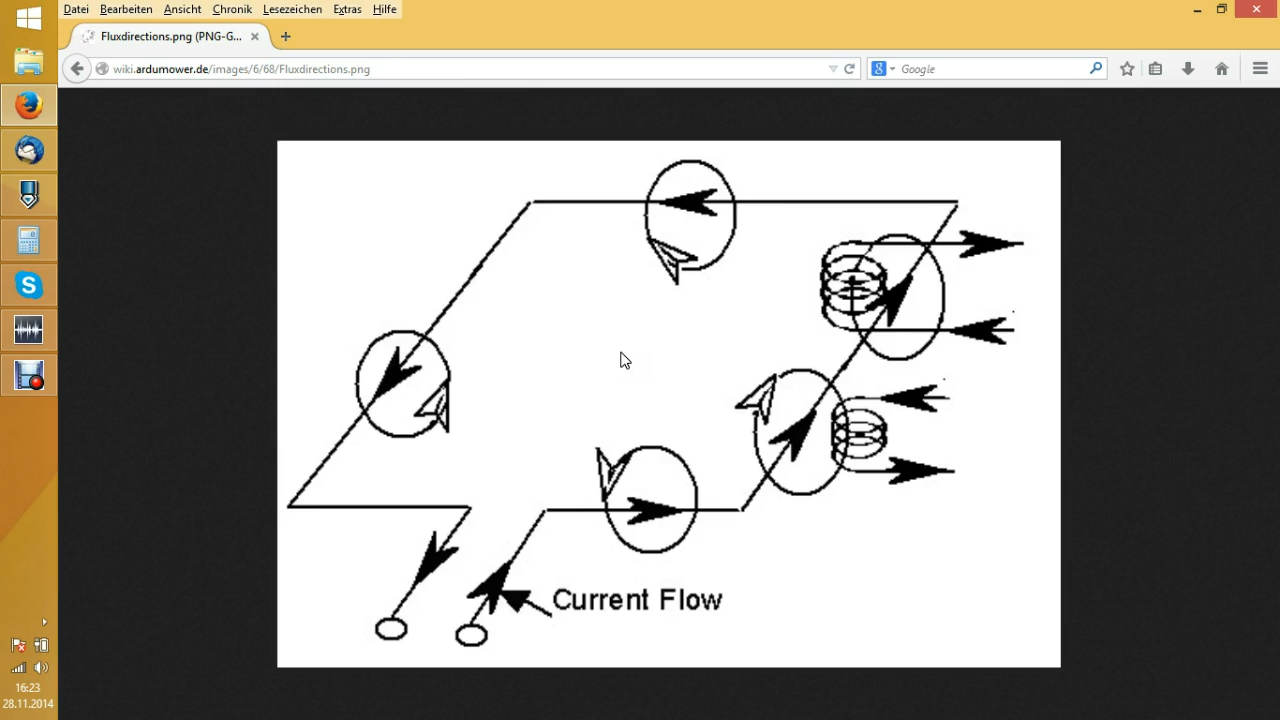 Datei Bearbeiten Ansicht Chronik Lesezeichen Extras Hilfe
Fluxdirections.png (PNG-G...
wiki.ardumower.de/images/6/68/Fluxdirections.png
Google
Current Flow
16:23
28.11.2014